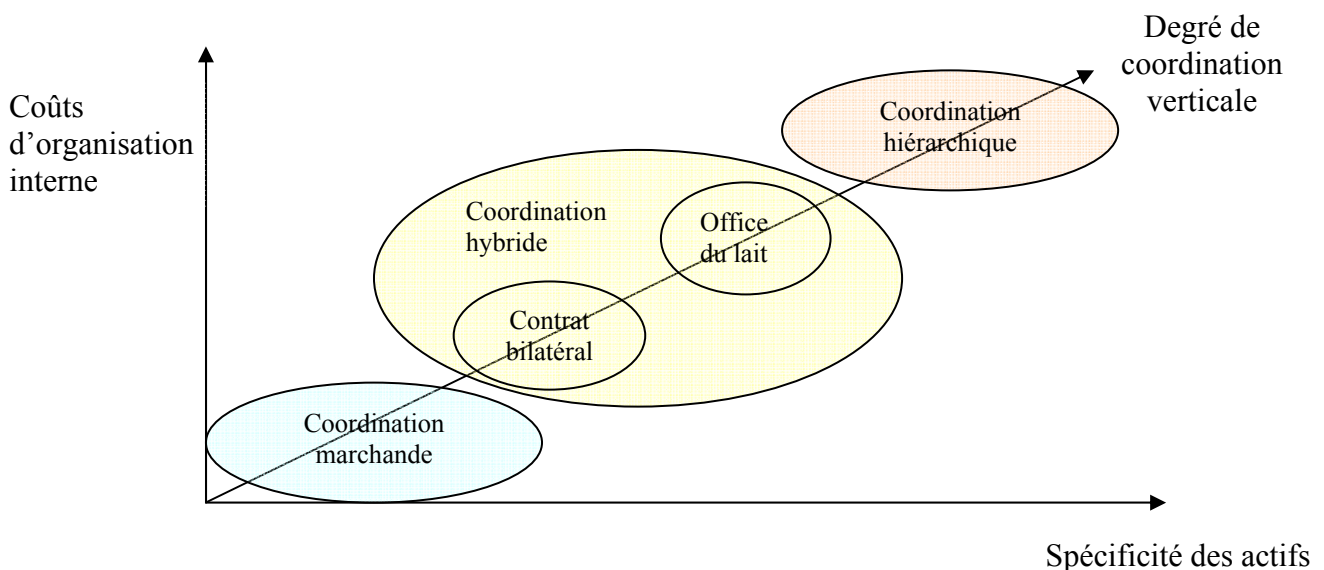 Degré de
coordination
verticale
Coûts
d’organisation
interne
Coordination
hiérarchique
Coordination
hybride
Office
du lait
Contrat
bilatéral
Coordination
marchande
Spécificité des actifs